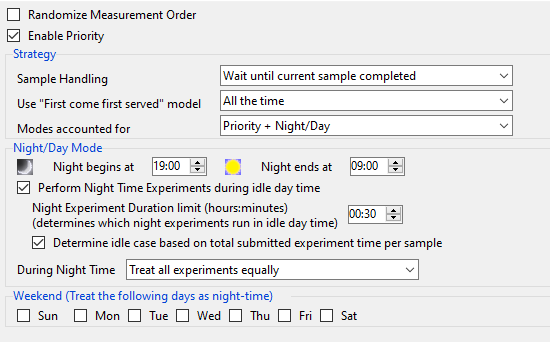 Randomize Measurement Order
Enable Priority
Strategy
Sample Handling Wait until current sample completed
Use "First come first served" model All the time
Modes accounted for Priority + Night/Day
Night/Day Mode
Night begins at 19:00 Night ends at 09:00
Perform Night Time Experiments during idle day time
Night Experiment Duration limit (hours:minutes)
(determines which night experiments run in idle day time) 00:30
Determine idle case based on total submitted experiment time per sample
During Night Time Treat all experiments equally
Weekend (Treat the following days as night-time)
Sun Mon Tue Wed Thu Fri Sat